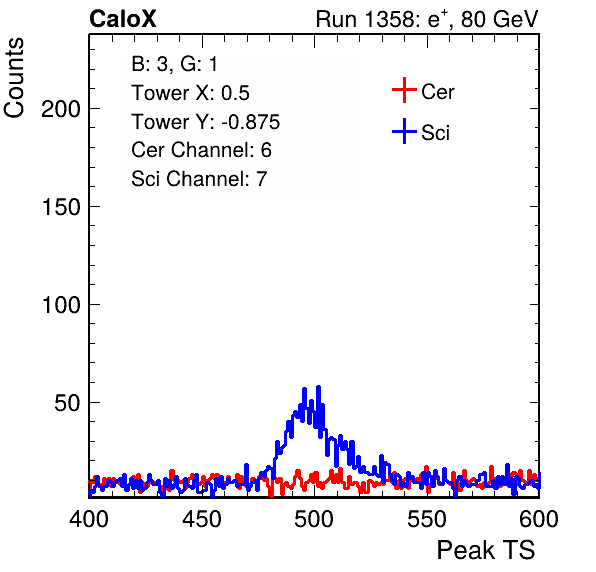 CaloX Run 1358: e⁺, 80 GeV
Counts
B: 3, G: 1
Tower X: 0.5
Tower Y: -0.875
Cer Channel: 6
Sci Channel: 7
Cer
Sci
200
150
100
50
400 450 500 550 600
Peak TS